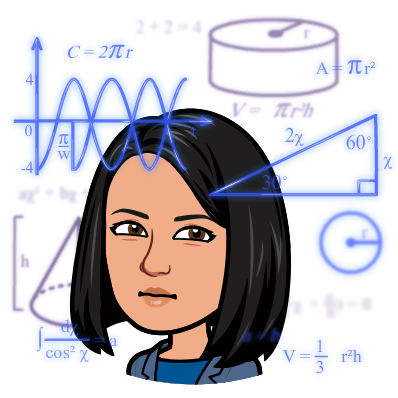 2 + 2 = 4
C = 2πr
r
A = πr²
4
0
-4
π
w
V = πr²h
2χ
60°
χ
30°
r
h
∫ dχ
cos² χ
= a
V = 1
3
r²h